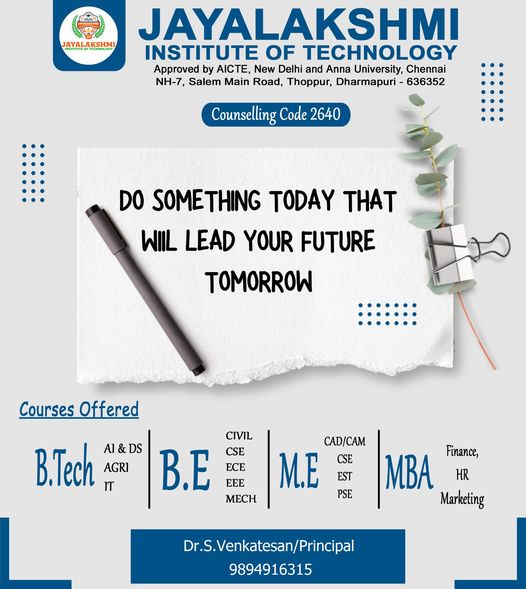 JAYALAKSHMI
INSTITUTE OF TECHNOLOGY
JAYALAKSHMI
INSTITUTE OF TECHNOLOGY
Approved by AICTE, New Delhi and Anna University, Chennai
NH-7, Salem Main Road, Thoppur, Dharmapuri - 636352
Counselling Code 2640
DO SOMETHING TODAY THAT
WIIL LEAD YOUR FUTURE
TOMORROW
Courses Offered
B.Tech
AI & DS
AGRI
IT
B.E
CIVIL
CSE
ECE
EEE
MECH
M.E
CAD/CAM
CSE
EST
PSE
MBA
Finance,
HR
Marketing
Dr.S.Venkatesan/Principal
9894916315